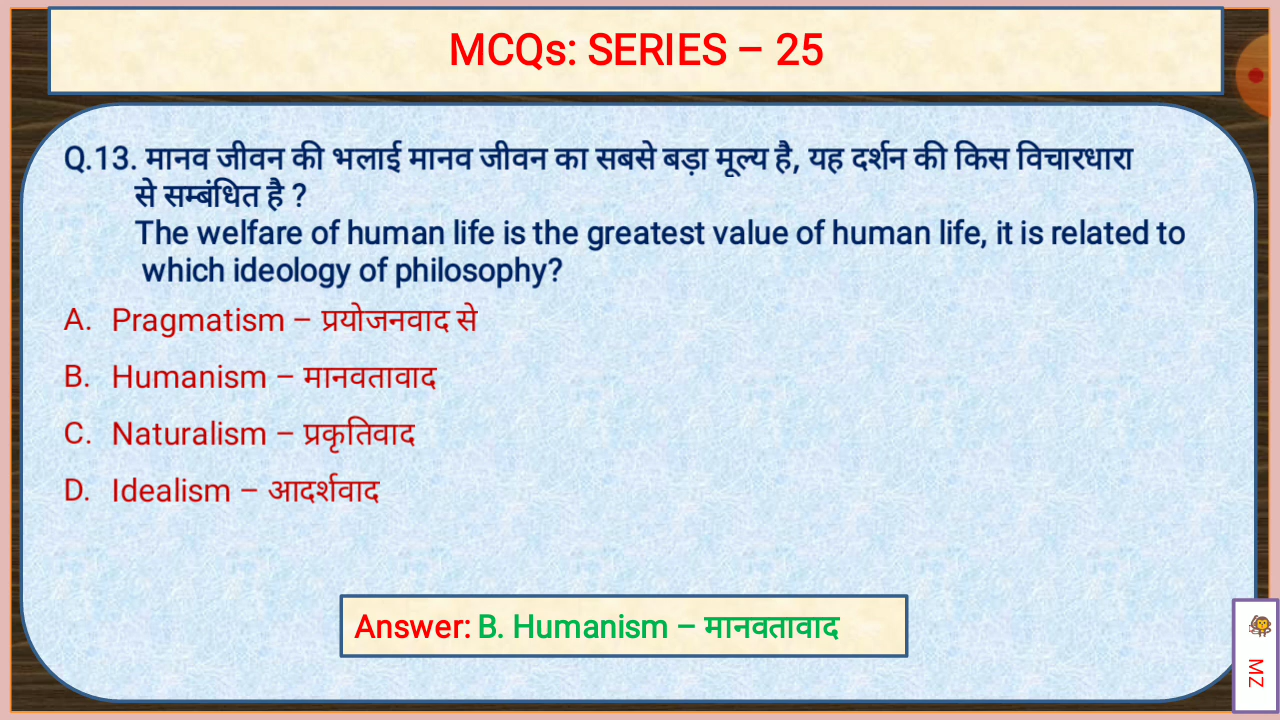 MCQs: SERIES – 25
Q.13. मानव जीवन की भलाई मानव जीवन का सबसे बड़ा मूल्य है, यह दर्शन की किस विचारधारा
से सम्बंधित है ?
The welfare of human life is the greatest value of human life, it is related to
which ideology of philosophy?
A. Pragmatism – प्रयोजनवाद से
B. Humanism – मानवतावाद
C. Naturalism – प्रकृतिवाद
D. Idealism – आदर्शवाद
Answer: B. Humanism – मानवतावाद
MZ